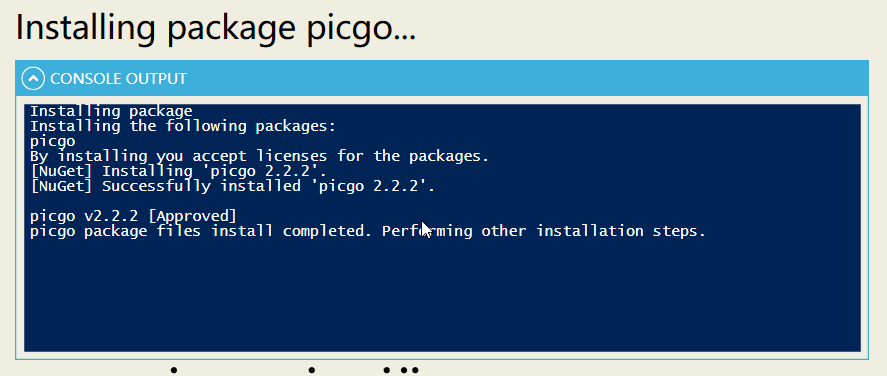 Installing package picgo...
CONSOLE OUTPUT
Installing package
Installing the following packages:
picgo
By installing you accept licenses for the packages.
[NuGet] Installing 'picgo 2.2.2'.
[NuGet] Successfully installed 'picgo 2.2.2'.
picgo v2.2.2 [Approved]
picgo package files install completed. Performing other installation steps.